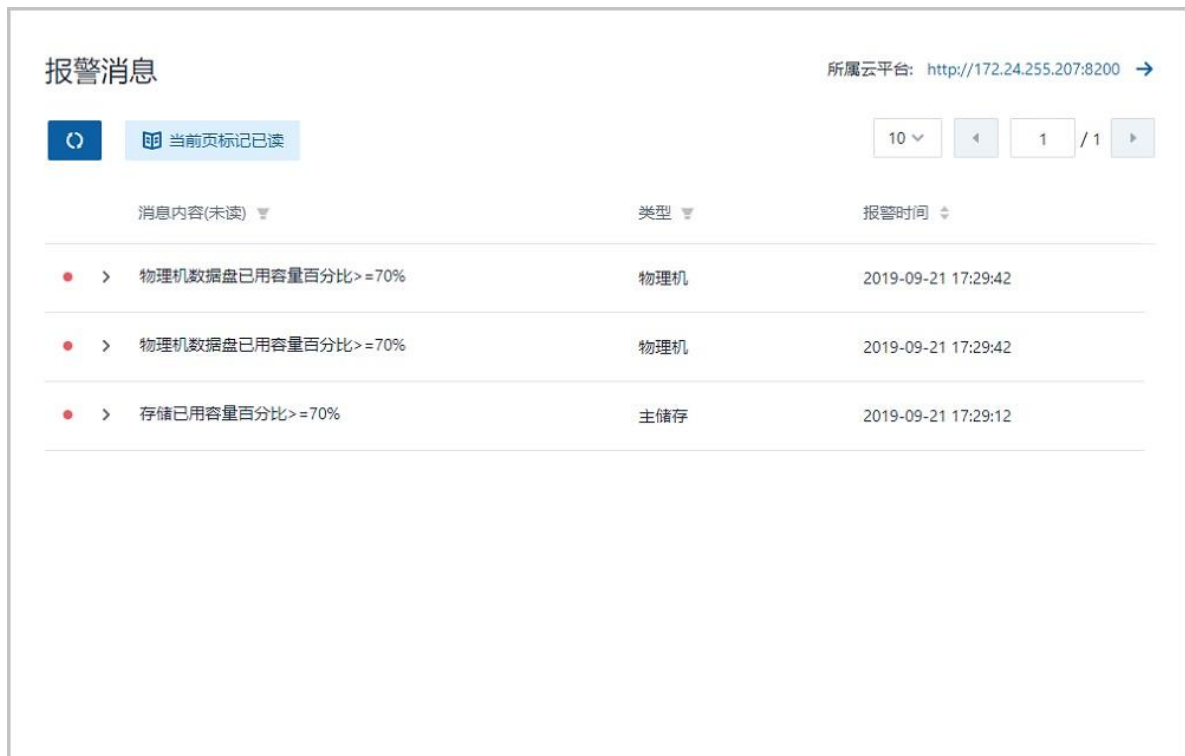 报警消息
所属云平台: http://172.24.255.207:8200
当前页标记已读
10 1 / 1
消息内容(未读) 类型 报警时间
物理机数据盘已用容量百分比>=70% 物理机 2019-09-21 17:29:42
物理机数据盘已用容量百分比>=70% 物理机 2019-09-21 17:29:42
存储已用容量百分比>=70% 主储存 2019-09-21 17:29:12